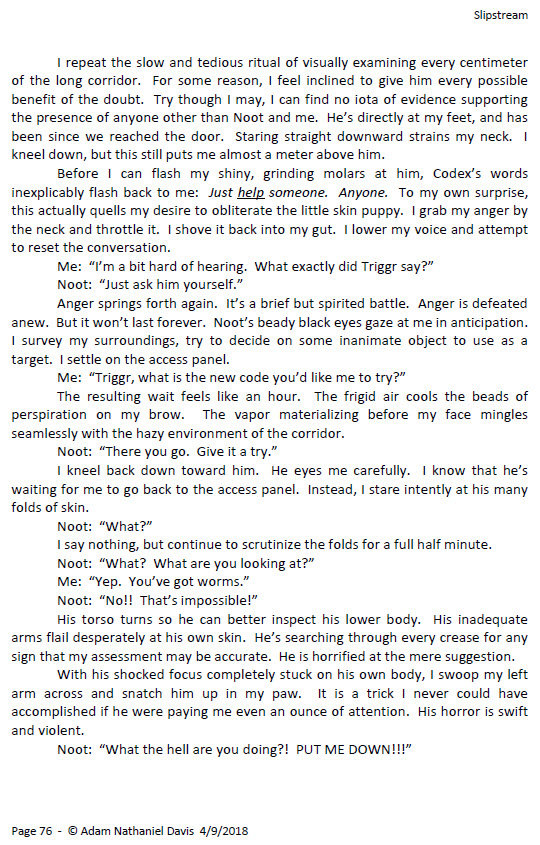 Slipstream
I repeat the slow and tedious ritual of visually examining every centimeter
of the long corridor.  For some reason, I feel inclined to give him every possible
benefit of the doubt.  Try though I may, I can find no iota of evidence supporting
the presence of anyone other than Noot and me.  He's directly at my feet, and has
been since we reached the door.  Staring straight downward strains my neck.  I
kneel down, but this still puts me almost a meter above him.
Before I can flash my shiny, grinding molars at him, Codex's words
inexplicably flash back to me:  Just help someone.  Anyone.  To my own surprise,
this actually quells my desire to obliterate the little skin puppy.  I grab my anger by
the neck and throttle it.  I shove it back into my gut.  I lower my voice and attempt
to reset the conversation.
Me:  “I'm a bit hard of hearing.  What exactly did Triggr say?”
Noot:  “Just ask him yourself.”
Anger springs forth again.  It's a brief but spirited battle.  Anger is defeated
anew.  But it won't last forever.  Noot's beady black eyes gaze at me in anticipation.
I survey my surroundings, try to decide on some inanimate object to use as a
target.  I settle on the access panel.
Me:  “Triggr, what is the new code you'd like me to try?”
The resulting wait feels like an hour.  The frigid air cools the beads of
perspiration on my brow.  The vapor materializing before my face mingles
seamlessly with the hazy environment of the corridor.
Noot:  “There you go.  Give it a try.”
I kneel back down toward him.  He eyes me carefully.  I know that he's
waiting for me to go back to the access panel.  Instead, I stare intently at his many
folds of skin.
Noot:  “What?”
I say nothing, but continue to scrutinize the folds for a full half minute.
Noot:  “What?  What are you looking at?”
Me:  “Yep.  You've got worms.”
Noot:  “No!!  That's impossible!”
His torso turns so he can better inspect his lower body.  His inadequate
arms flail desperately at his own skin.  He's searching through every crease for any
sign that my assessment may be accurate.  He is horrified at the mere suggestion.
With his shocked focus completely stuck on his own body, I swoop my left
arm across and snatch him up in my paw.  It is a trick I never could have
accomplished if he were paying me even an ounce of attention.  His horror is swift
and violent.
Noot:  “What the hell are you doing?!  PUT ME DOWN!!!”
Page 76  -  © Adam Nathaniel Davis  4/9/2018